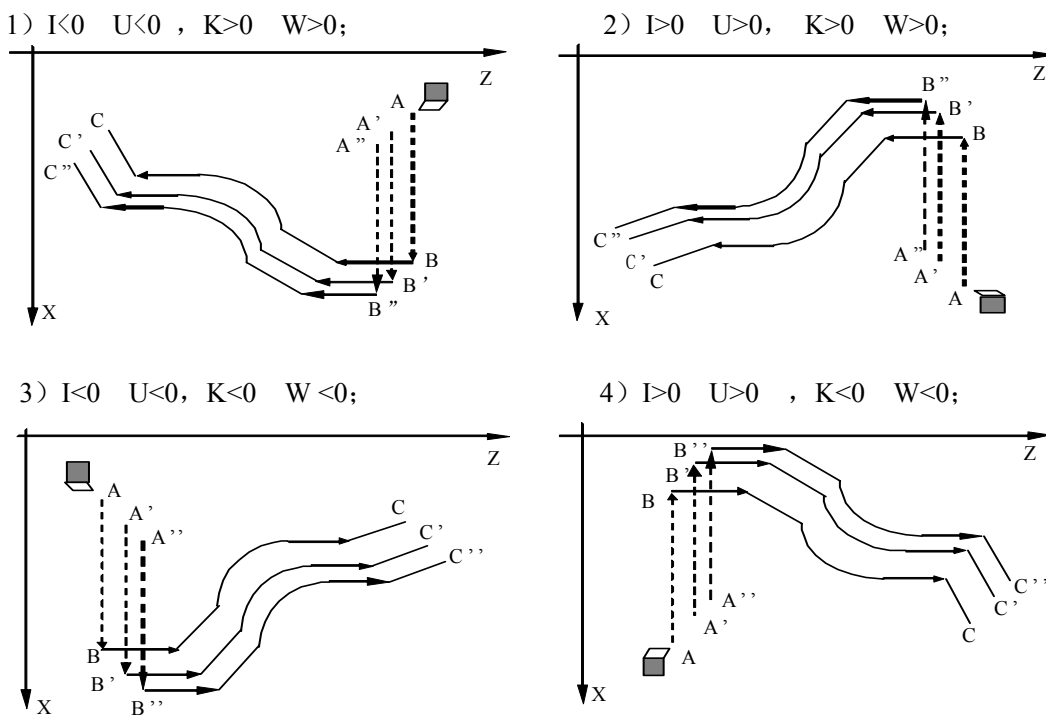 1）I<0 U<0 ，K>0 W>0；
Z
A
A'
A"
C
C'
C"
B
B'
B"
X
2）I>0 U>0，K>0 W>0；
Z
B"
B'
B
C"
C'
C
A"
A'
A
X
3）I<0 U<0，K<0 W <0；
Z
A
A'
A''
C
C'
C''
B
B'
B''
X
4）I>0 U>0 ，K<0 W<0；
Z
B''
B'
B
A''
A'
A
C''
C'
C
X